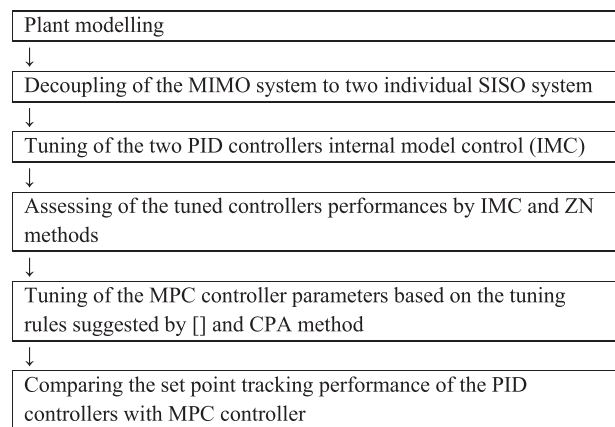 Plant modelling
↓
Decoupling of the MIMO system to two individual SISO system
↓
Tuning of the two PID controllers internal model control (IMC)
↓
Assessing of the tuned controllers performances by IMC and ZN
methods
↓
Tuning of the MPC controller parameters based on the tuning
rules suggested by [] and CPA method
↓
Comparing the set point tracking performance of the PID
controllers with MPC controller